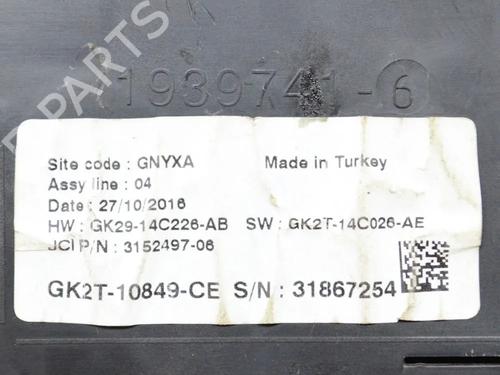 B-PARTS
1939741-6
Site code : GNYXA Made in Turkey
Assy line : 04
Date : 27/10/2016
HW : GK29-14C226-AB SW : GK2T-14C026-AE
JCI P/N : 3152497-06
GK2T-10849-CE S/N : 31867254